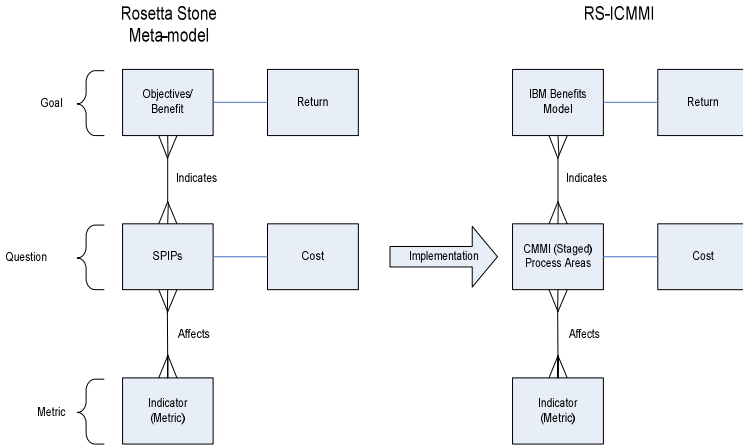 Rosetta Stone
Meta-model
RS-ICMMI
Goal
Objectives/
Benefit
Return
IBM Benefits
Model
Return
Indicates
Indicates
Question
SPIPs
Cost
Implementation
CMMI (Staged)
Process Areas
Cost
Affects
Affects
Metric
Indicator
(Metric)
Indicator
(Metric)